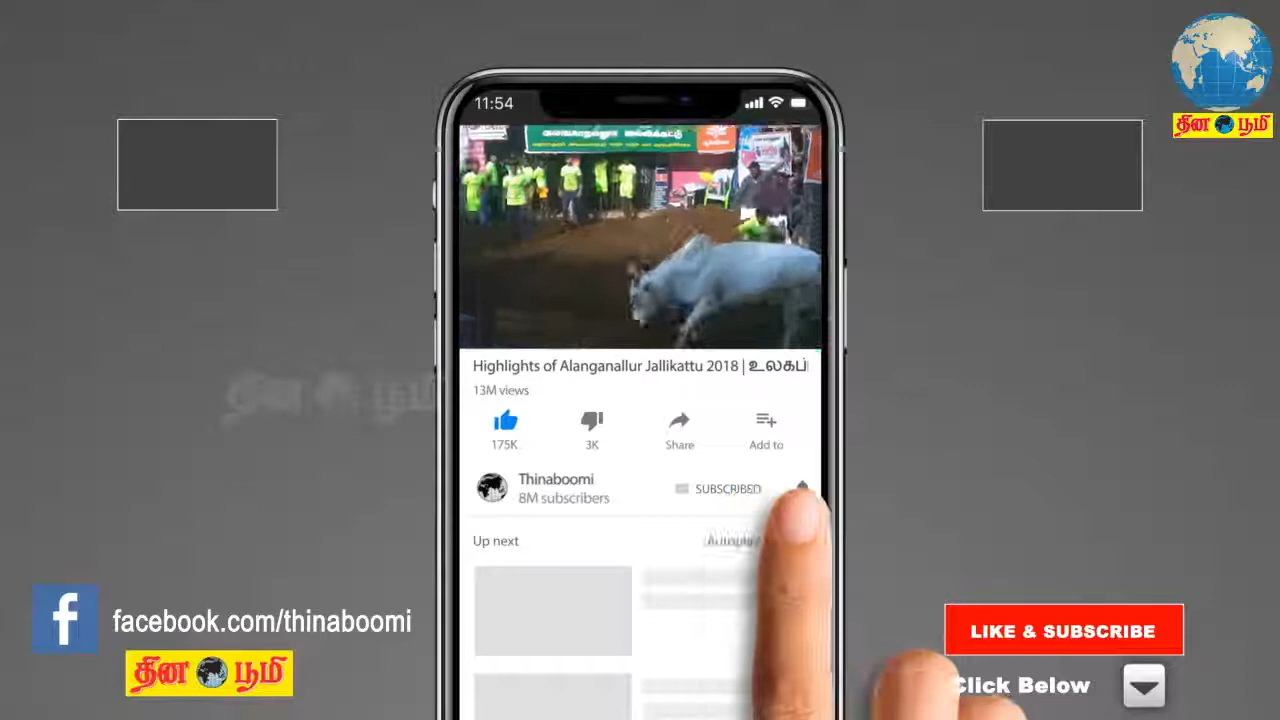 11:54
தின பூமி
Highlights of Alanganallur Jallikattu 2018 | உலகப்
13M views
175K
3K
Share
Add to
Thinaboomi
8M subscribers
SUBSCRIBED
Up next
தின பூமி
facebook.com/thinaboomi
தின பூமி
LIKE & SUBSCRIBE
Click Below